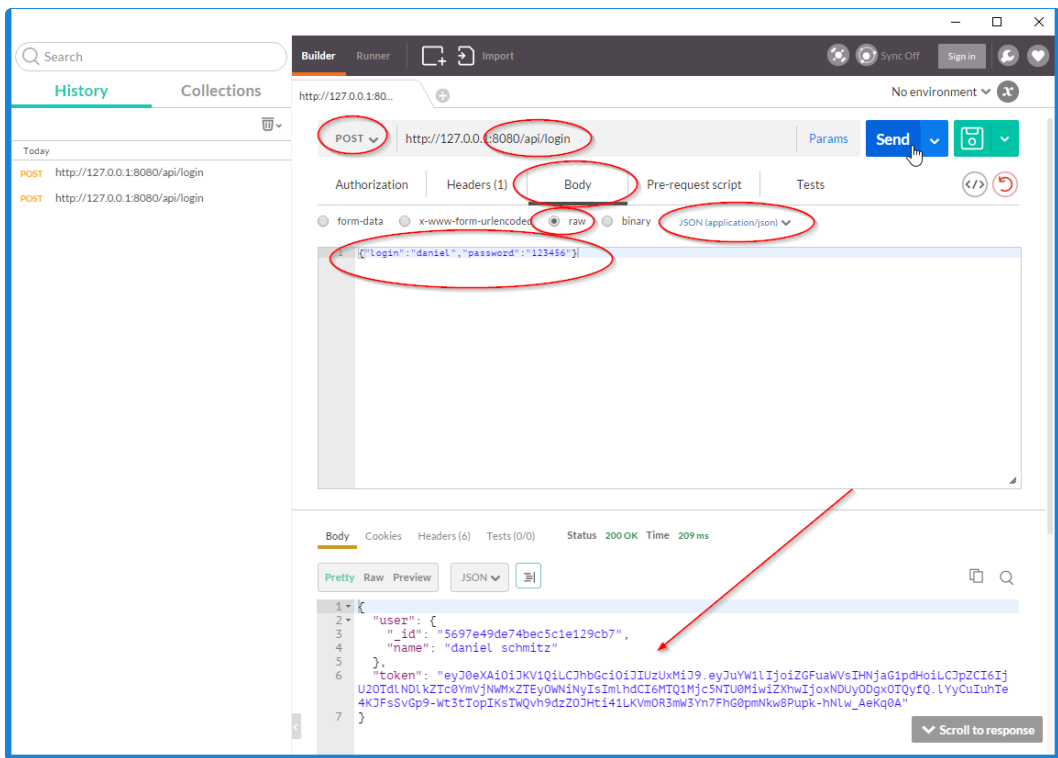 Search
Builder Runner Import Sync Off Sign in
History Collections
http://127.0.0.1:80... No environment
Today
POST http://127.0.0.1:8080/api/login
POST http://127.0.0.1:8080/api/login
POST http://127.0.0.1:8080/api/login Params Send
Authorization Headers (1) Body Pre-request script Tests
form-data x-www-form-urlencoded raw binary JSON (application/json)
1 {"login":"daniel","password":"123456"}
Body Cookies Headers (6) Tests (0/0) Status 200 OK Time 209 ms
Pretty Raw Preview JSON
1 {
2 "user": {
3 "_id": "5697e49de74bec5c1e129cb7",
4 "name": "daniel schmitz"
5 },
6 "token":
7 }
Scroll to response